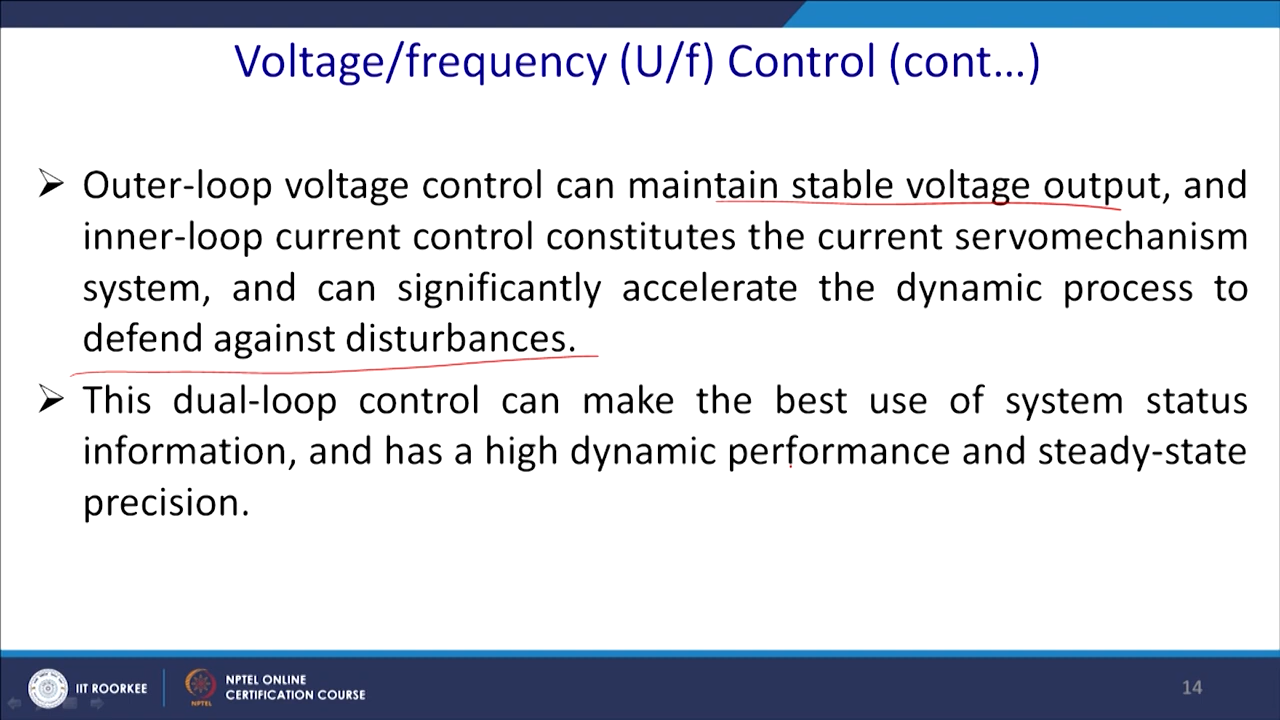 Voltage/frequency (U/f) Control (cont...)
➢ Outer-loop voltage control can maintain stable voltage output, and
inner-loop current control constitutes the current servomechanism
system, and can significantly accelerate the dynamic process to
defend against disturbances.
➢ This dual-loop control can make the best use of system status
information, and has a high dynamic performance and steady-state
precision.
IIT ROORKEE
NPTEL
NPTEL ONLINE
CERTIFICATION COURSE
14